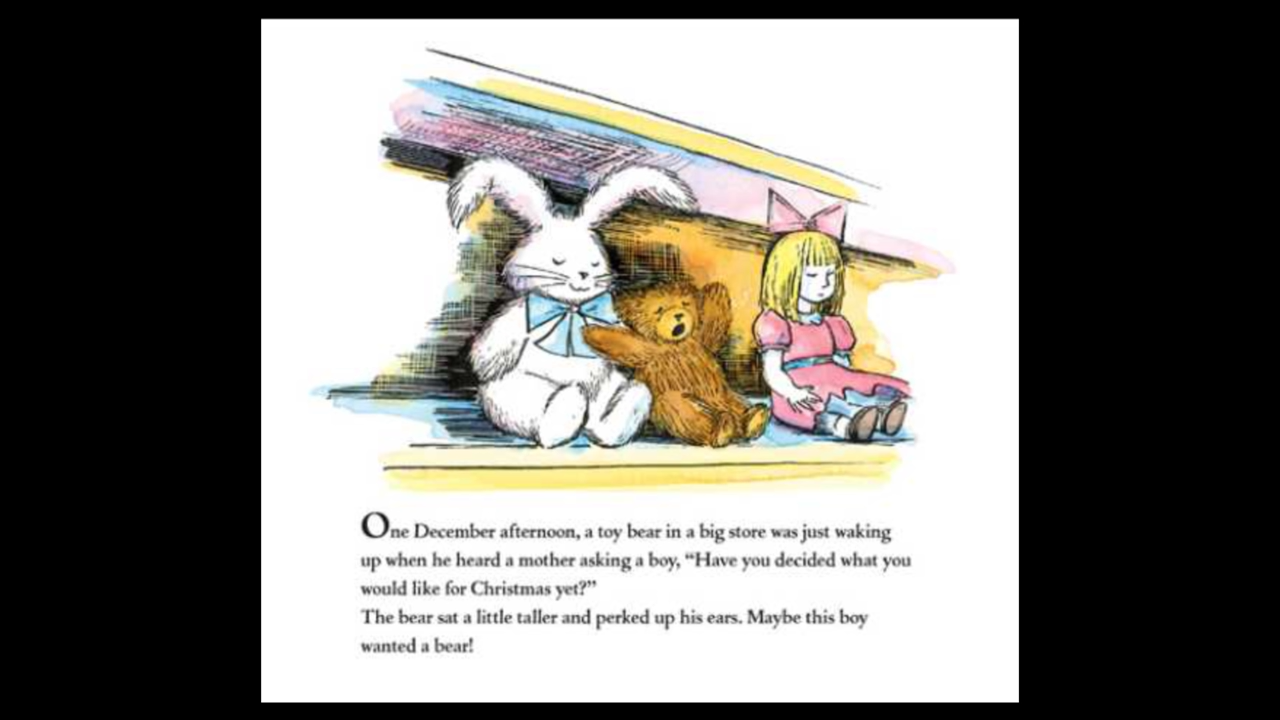 One December afternoon, a toy bear in a big store was just waking
up when he heard a mother asking a boy, “Have you decided what you
would like for Christmas yet?”
The bear sat a little taller and perked up his ears. Maybe this boy
wanted a bear!